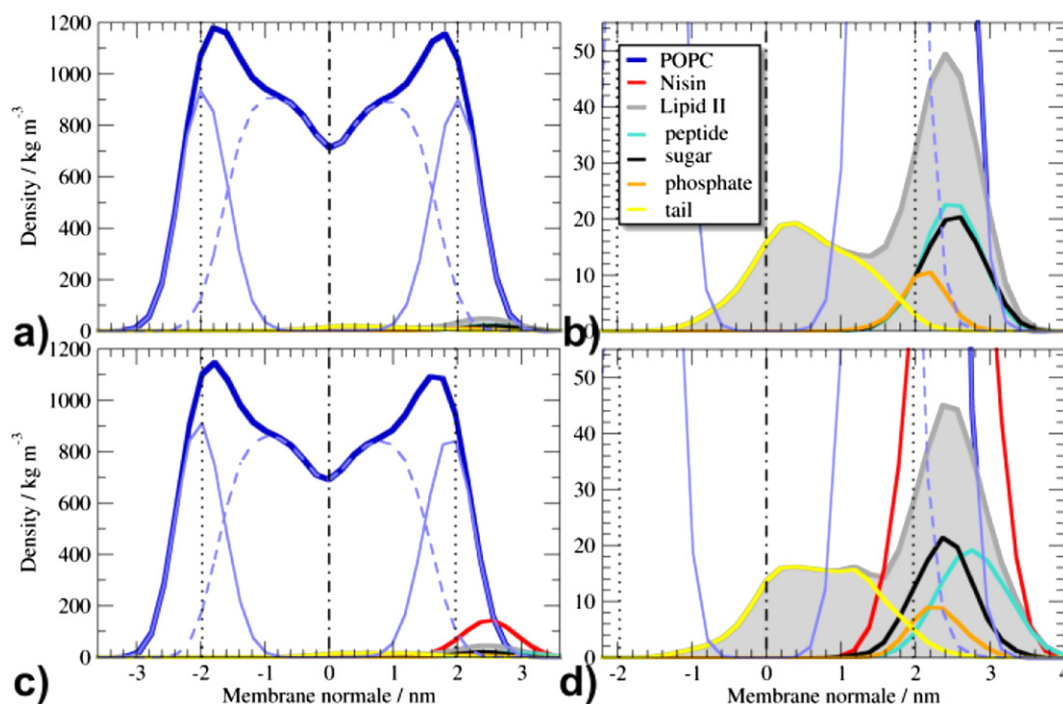 1200
1000
800
600
400
200
0
Density / kg m⁻³
a)
50
40
30
20
10
0
POPC
Nisin
Lipid II
peptide
sugar
phosphate
tail
b)
1200
1000
800
600
400
200
0
Density / kg m⁻³
-3 -2 -1 0 1 2 3
Membrane normale / nm
c)
50
40
30
20
10
0
-2 -1 0 1 2 3 4
Membrane normale / nm
d)